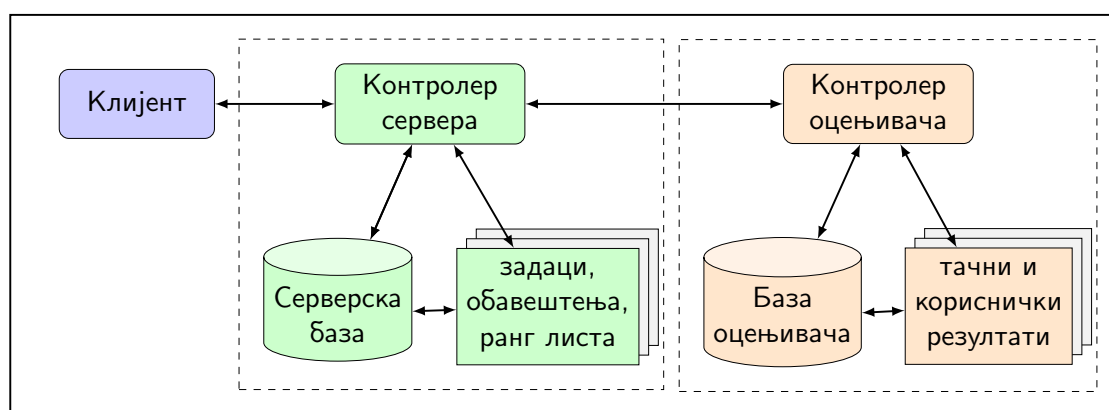 Клијент
Контролер
сервера
Контролер
оцењивача
Серверска
база
задаци,
обавештења,
ранг листа
База
оцењивача
тачни и
кориснички
резултати